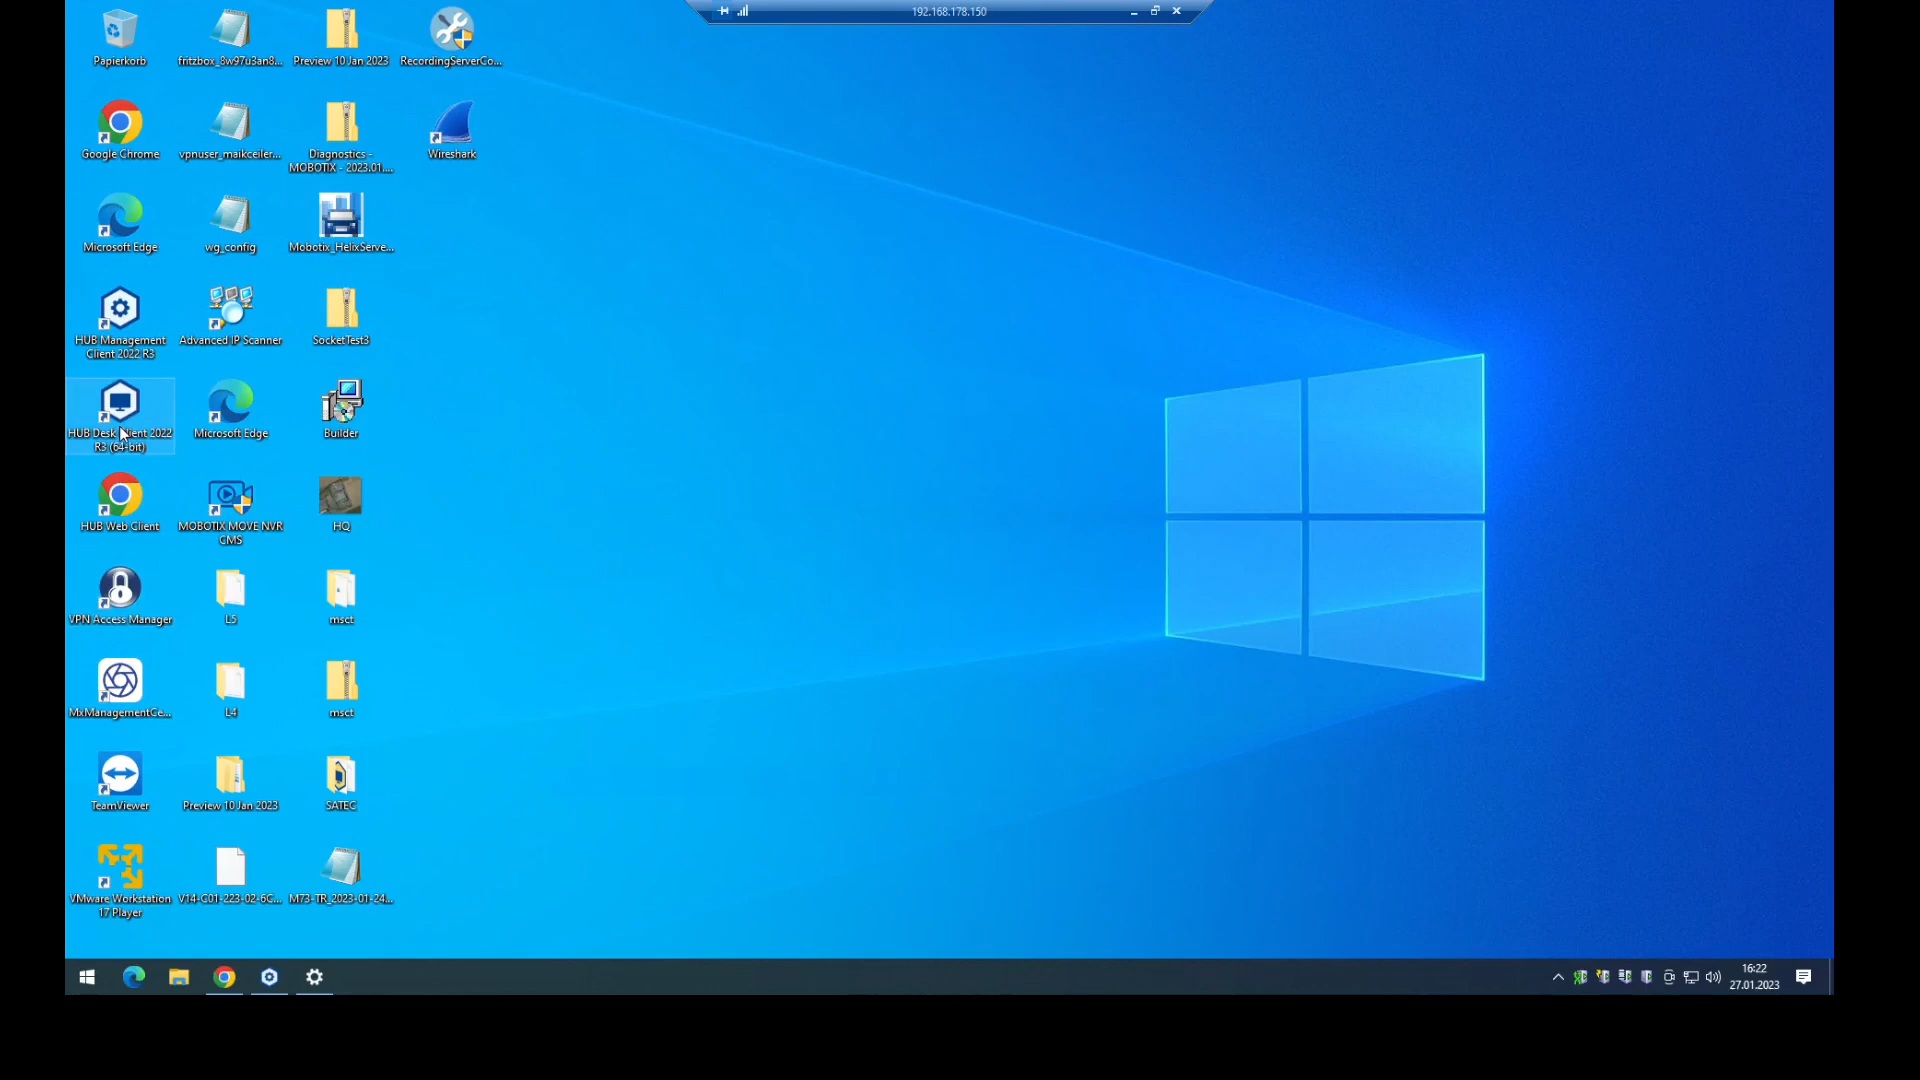 192.168.178.150
Papierkorb
fritzbox_8w97u3an8...
Preview 10 Jan 2023
RecordingServerCo...
Google Chrome
vpnuser_maikceiler...
Diagnostics -
MOBOTIX - 2023.01....
Wireshark
Microsoft Edge
wg_config
Mobotix_HelixServe...
HUB Management
Client 2022 R3
Advanced IP Scanner
SocketTest3
HUB Desk Client 2022
R3 (64-bit)
Microsoft Edge
Builder
HUB Web Client
MOBOTIX MOVE NVR
CMS
HQ
VPN Access Manager
L5
msct
MxManagementCe...
L4
msct
TeamViewer
Preview 10 Jan 2023
SATEC
VMware Workstation
17 Player
V14-C01-223-02-6C...
M73-TR_2023-01-24...
16:22
27.01.2023